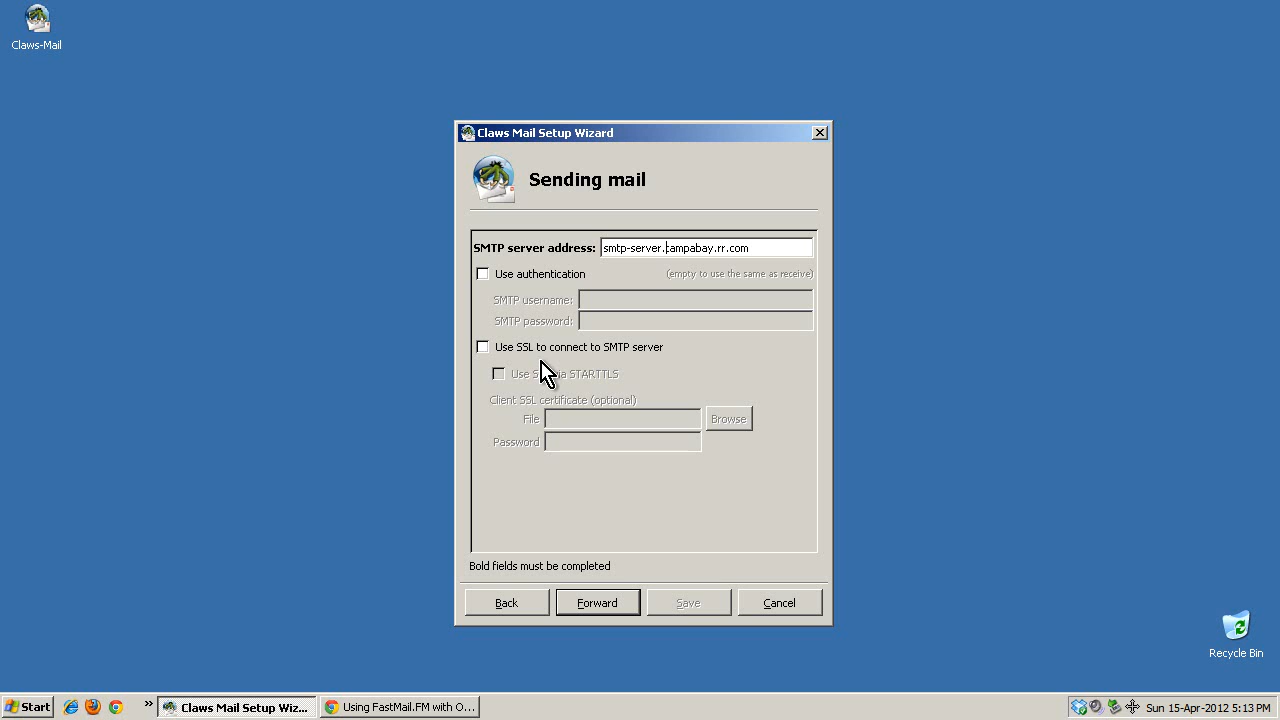 Claws-Mail
Claws Mail Setup Wizard
Sending mail
SMTP server address: smtp-server.tampabay.rr.com
Use authentication (empty to use the same as receive)
SMTP username:
SMTP password:
Use SSL to connect to SMTP server
Use STARTTLS
Client SSL certificate (optional)
File Browse
Password
Bold fields must be completed
Back Forward Save Cancel
Recycle Bin
Start » Claws Mail Setup Wiz... Using FastMail.FM with O... Sun 15-Apr-2012 5:13 PM